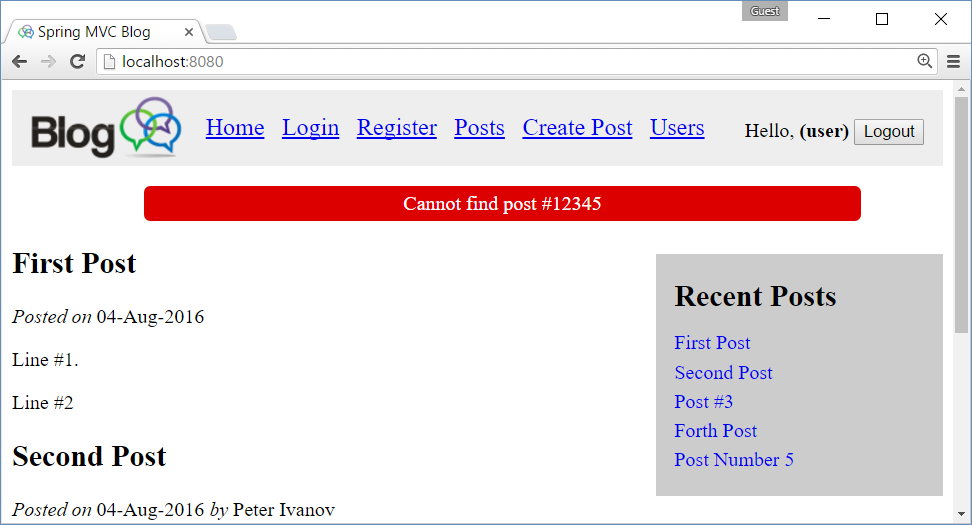 Guest
Spring MVC Blog
localhost:8080
Blog Home Login Register Posts Create Post Users Hello, (user) Logout
Cannot find post #12345
First Post
Posted on 04-Aug-2016
Line #1.
Line #2
Second Post
Posted on 04-Aug-2016 by Peter Ivanov
Recent Posts
First Post
Second Post
Post #3
Forth Post
Post Number 5